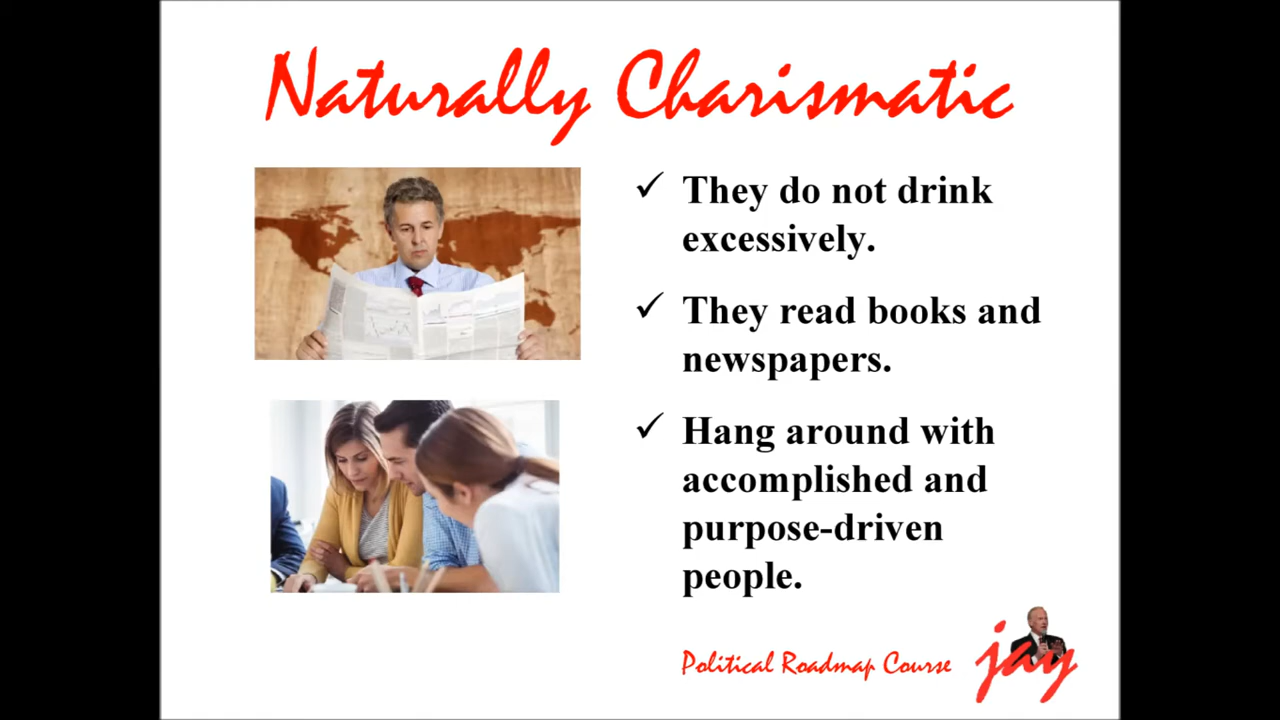 Naturally Charismatic
✓ They do not drink
excessively.
✓ They read books and
newspapers.
✓ Hang around with
accomplished and
purpose-driven
people.
Political Roadmap Course
jay